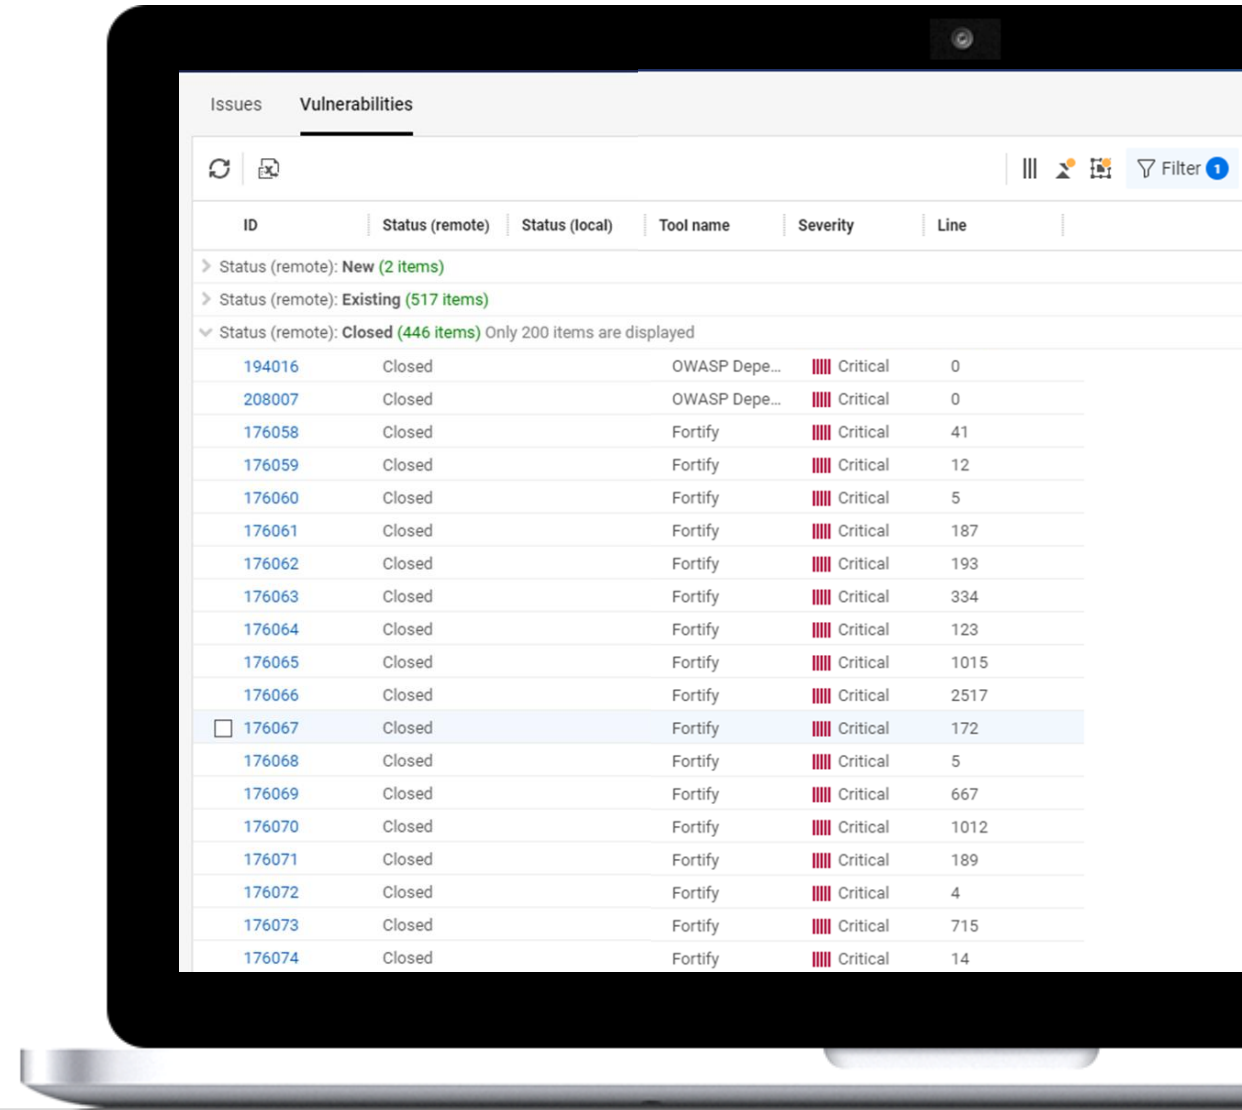 Issues Vulnerabilities
Filter 1
ID Status (remote) Status (local) Tool name Severity Line
Status (remote): New (2 items)
Status (remote): Existing (517 items)
Status (remote): Closed (446 items) Only 200 items are displayed
194016 Closed OWASP Depe... Critical 0
208007 Closed OWASP Depe... Critical 0
176058 Closed Fortify Critical 41
176059 Closed Fortify Critical 12
176060 Closed Fortify Critical 5
176061 Closed Fortify Critical 187
176062 Closed Fortify Critical 193
176063 Closed Fortify Critical 334
176064 Closed Fortify Critical 123
176065 Closed Fortify Critical 1015
176066 Closed Fortify Critical 2517
176067 Closed Fortify Critical 172
176068 Closed Fortify Critical 5
176069 Closed Fortify Critical 667
176070 Closed Fortify Critical 1012
176071 Closed Fortify Critical 189
176072 Closed Fortify Critical 4
176073 Closed Fortify Critical 715
176074 Closed Fortify Critical 14